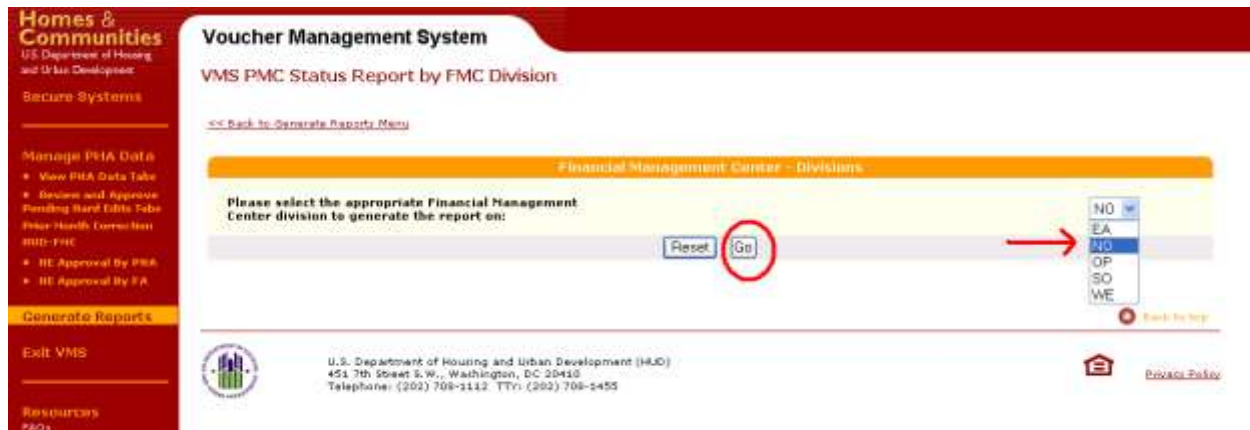 Homes &
Communities
U.S. Department of Housing
and Urban Development
Secure Systems
Manage PHA Data
View PHA Data Tabs
Review and Approve
Pending Hard Edits Tabs
Prior Month Correction
HUD-FMC
NE Approval By PHA
NE Approval By FA
Generate Reports
Exit VMS
Resources
FAQs
Voucher Management System
VMS PMC Status Report by FMC Division
<< Back to Generate Reports Menu
Financial Management Center - Divisions
Please select the appropriate Financial Management
Center division to generate the report on:
NO
EA
NO
OP
SO
WE
Reset Go
Back to top
U.S. Department of Housing and Urban Development (HUD)
451 7th Street S.W., Washington, DC 20410
Telephone: (202) 708-1112 TTY: (202) 708-1455
Privacy Policy